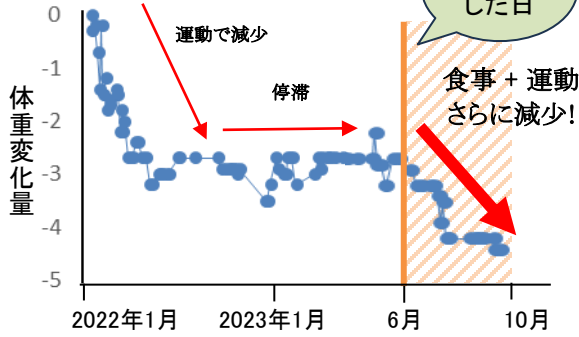 した日
運動で減少
停滞
食事 + 運動
さらに減少!
体重変化量
0
-1
-2
-3
-4
-5
2022年1月
2023年1月
6月
10月